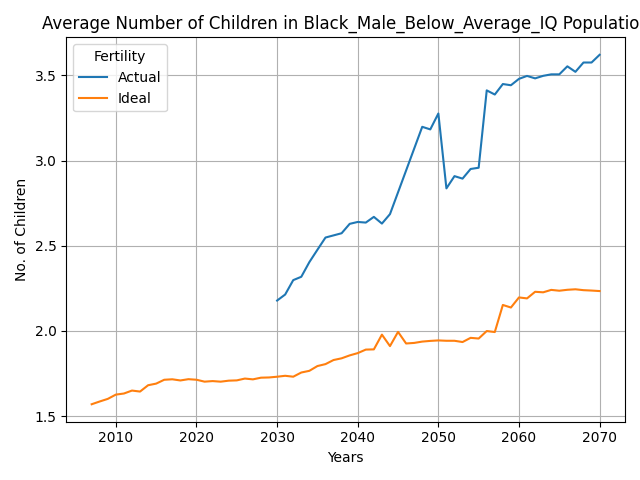 Average Number of Children in Black_Male_Below_Average_IQ Populatio
Fertility
Actual
Ideal
No. of Children
3.5
3.0
2.5
2.0
1.5
2010 2020 2030 2040 2050 2060 2070
Years